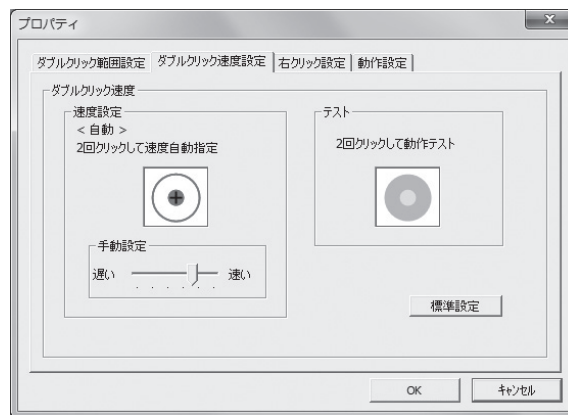 プロパティ
x
ダブルクリック範囲設定 ダブルクリック速度設定 右クリック設定 動作設定
ダブルクリック速度
速度設定
< 自動 >
2回クリックして速度自動指定
手動設定
遅い 速い
テスト
2回クリックして動作テスト
標準設定
OK キャンセル